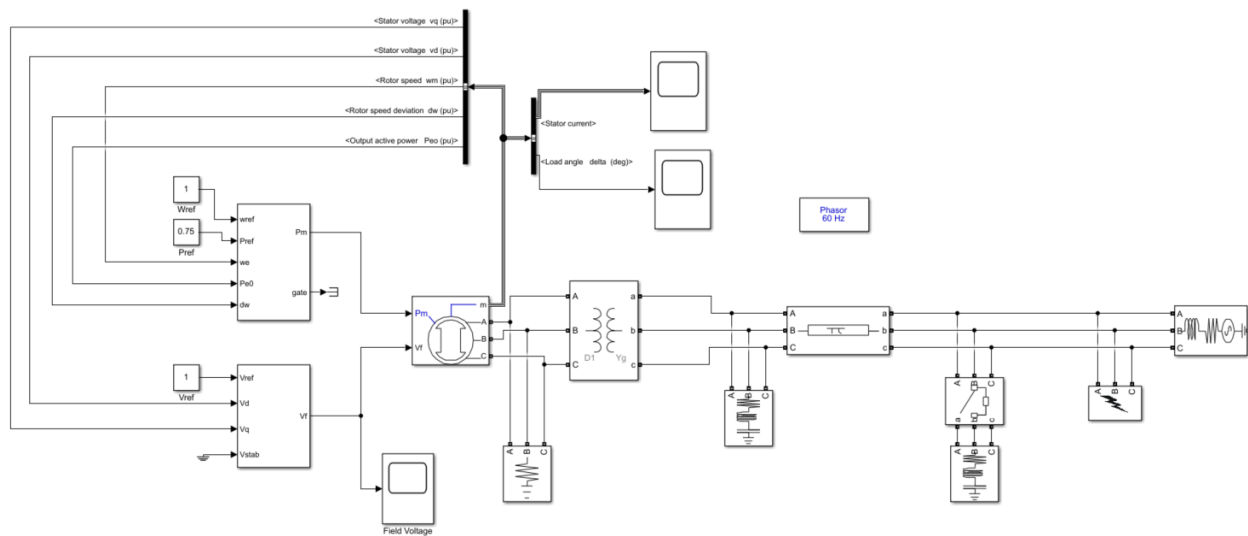 <Stator voltage vq (pu)>
<Stator voltage vd (pu)>
<Rotor speed wm (pu)>
<Rotor speed deviation dw (pu)>
<Output active power Peo (pu)>
<Stator current>
<Load angle delta (deg)>
1
Wref
0.75
Pref
wref
Pref
we
Pe0
dw
Pm
gate
Phasor
60 Hz
Pm
Vf
m
A
B
C
A
B
C
D1
Yg
a
b
c
A
B
C
a
b
c
A
B
C
1
Vref
Vref
Vd
Vq
Vstab
Vf
Field Voltage
A
B
C
A
B
C
A
B
C
a
b
c
A
B
C
A
B
C